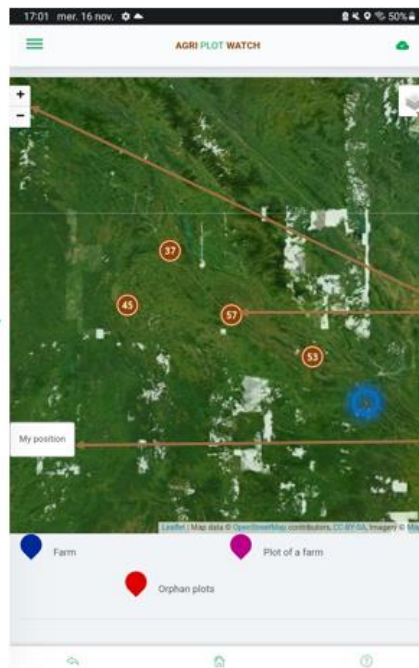 17:01 mer. 16 nov.
50%
AGRI PLOT WATCH
+
−
37
45
57
53
My position
Leaflet | Map data © OpenStreetMap contributors, CC-BY-SA, Imagery ©
Farm
Plot of a farm
Orphan plots